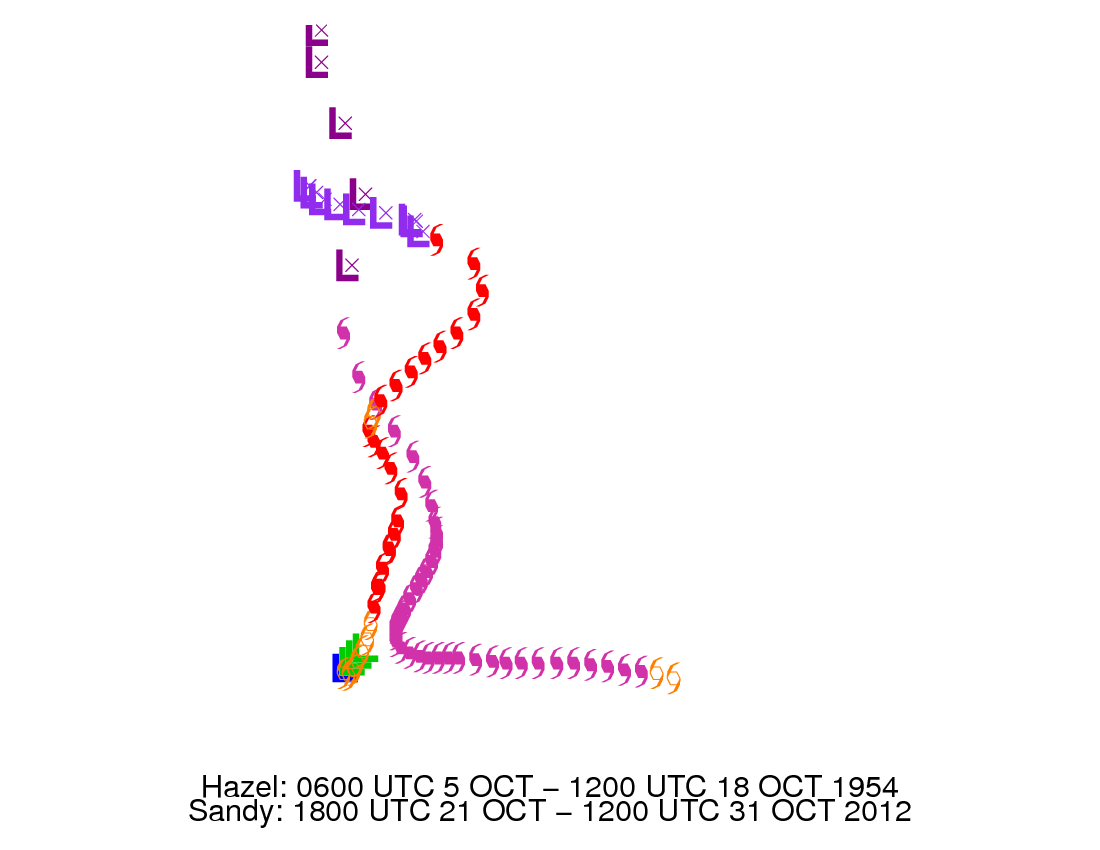 Hazel: 0600 UTC 5 OCT – 1200 UTC 18 OCT 1954
Sandy: 1800 UTC 21 OCT – 1200 UTC 31 OCT 2012